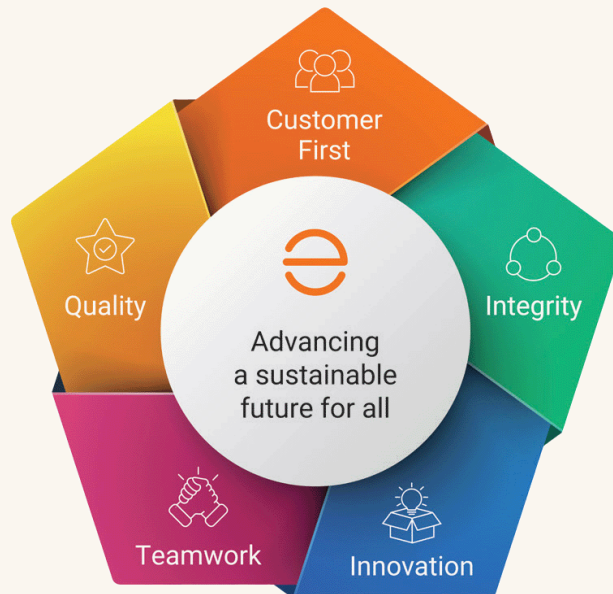 Customer
First
Integrity
Innovation
Teamwork
Quality
e
Advancing
a sustainable
future for all